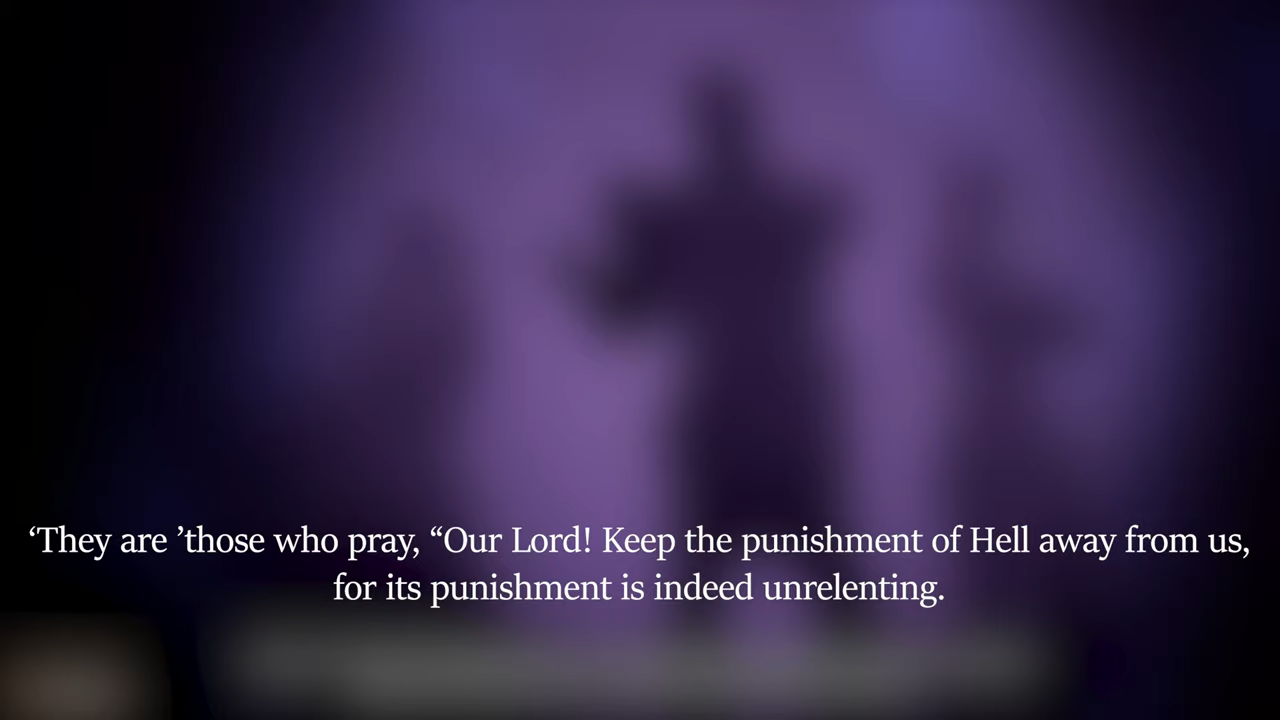 ‘They are ’those who pray, “Our Lord! Keep the punishment of Hell away from us,
for its punishment is indeed unrelenting.